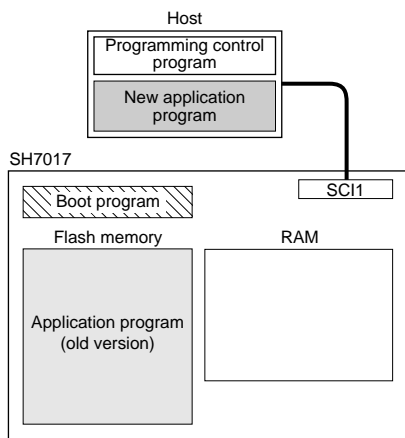 Host
Programming control
program
New application
program
SH7017
SCI1
Boot program
Flash memory
RAM
Application program
(old version)